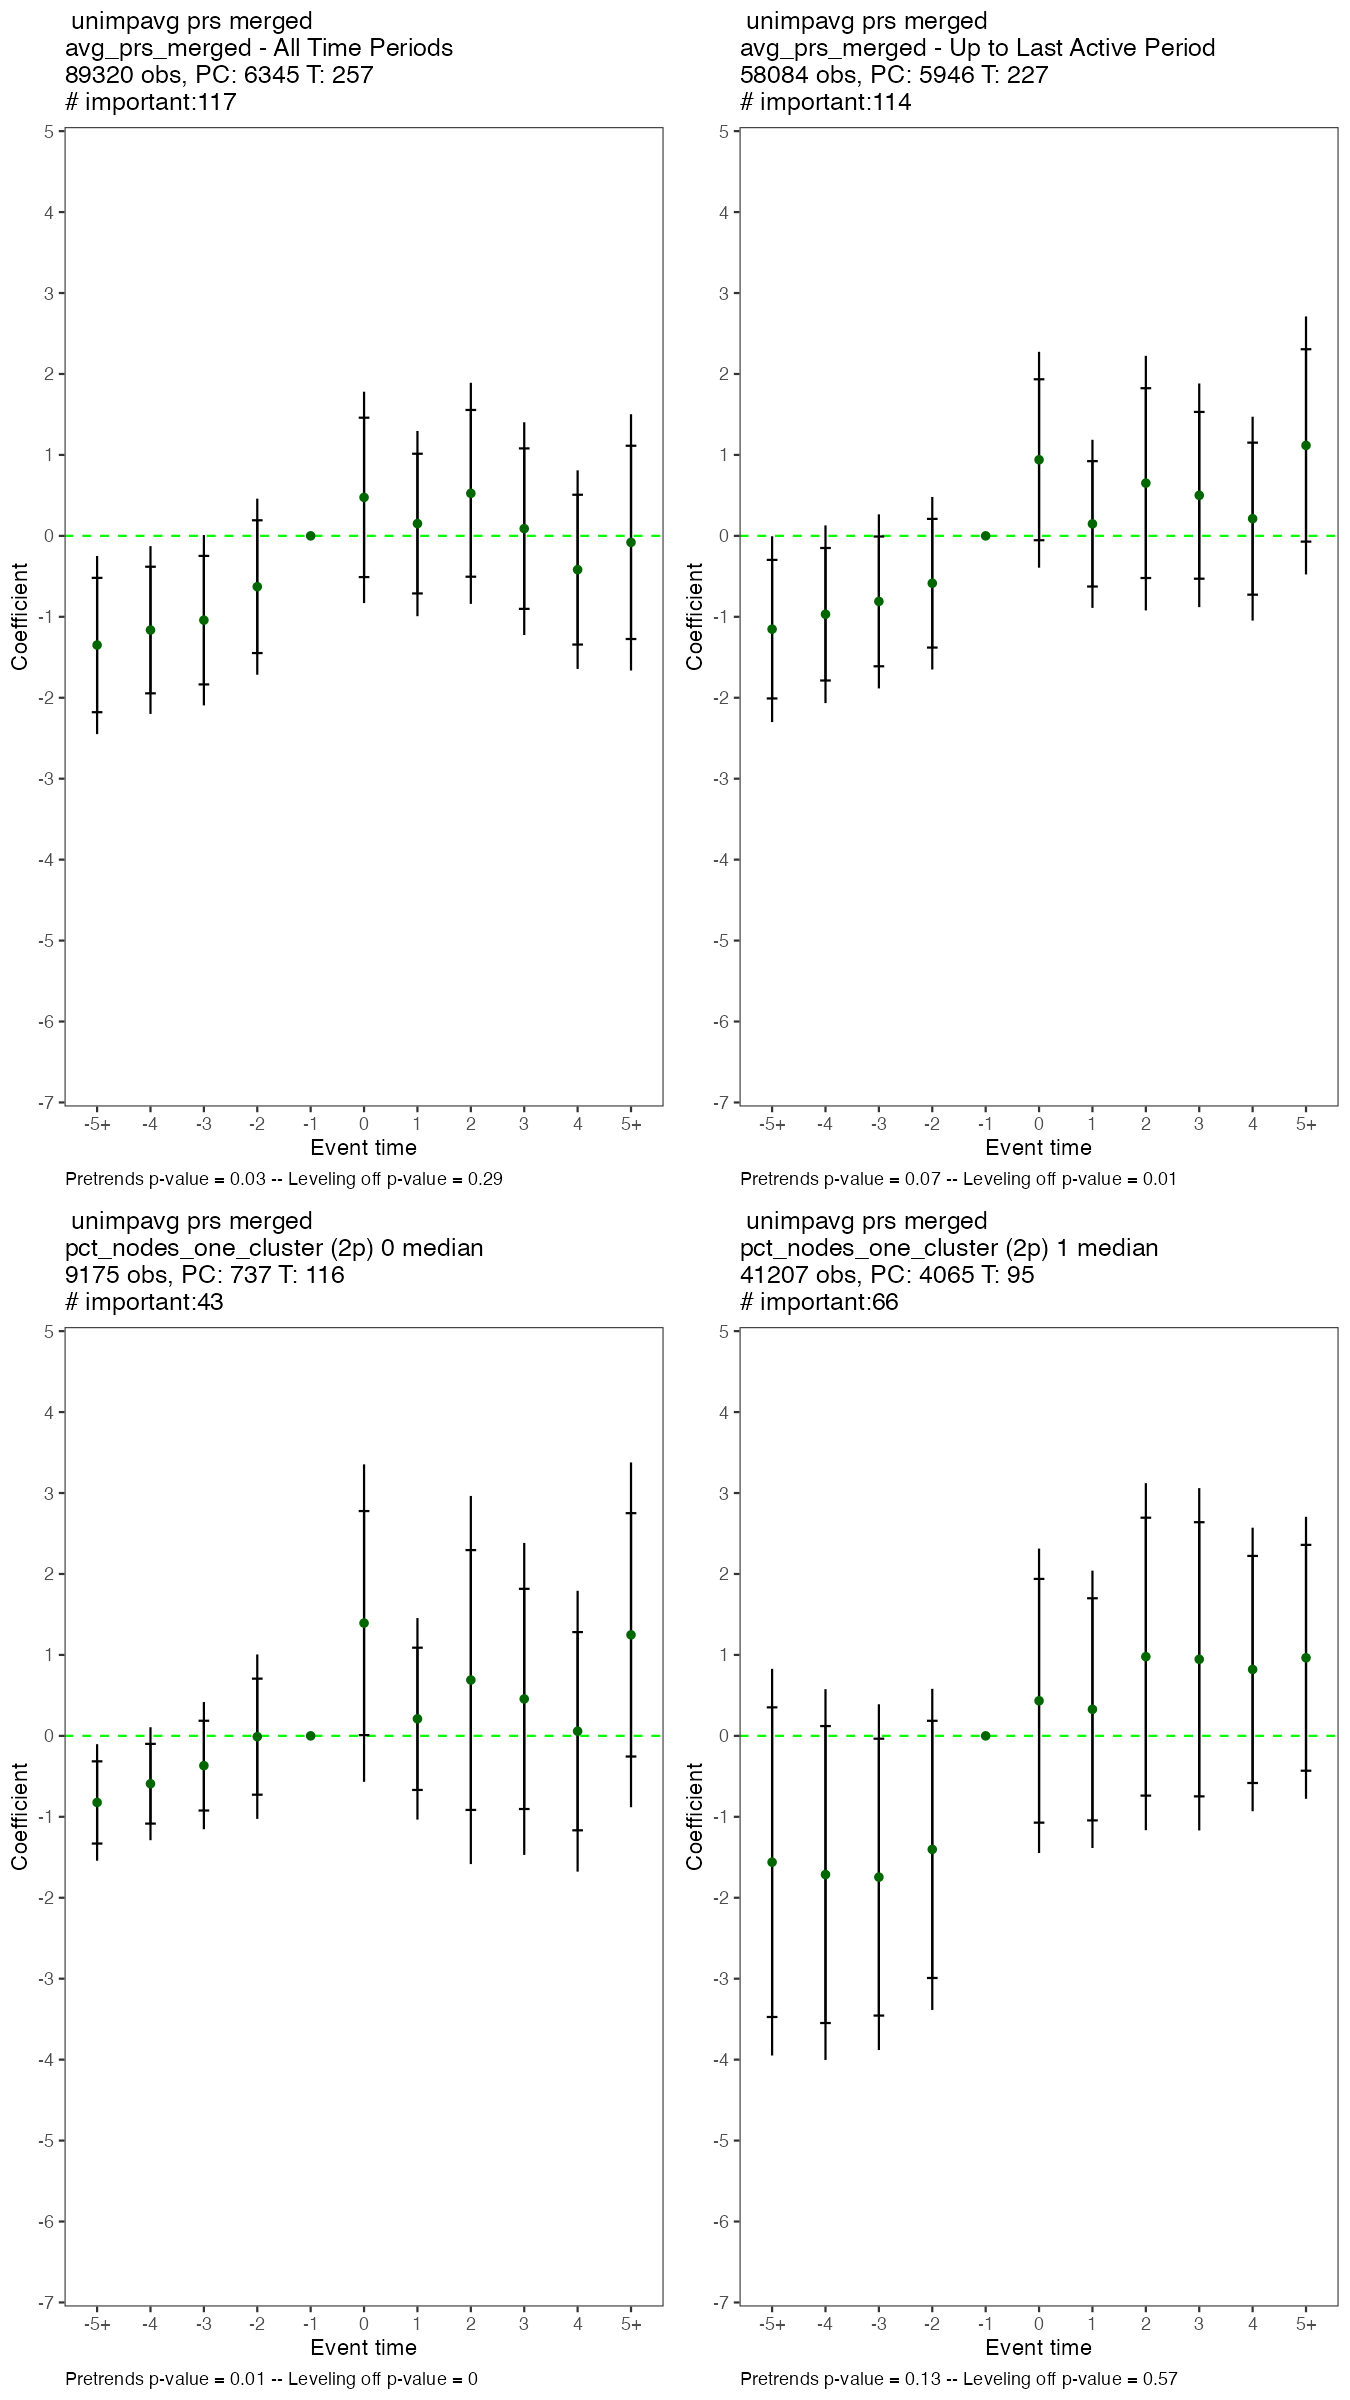 unimpavg prs merged
avg_prs_merged - All Time Periods
89320 obs, PC: 6345 T: 257
# important:117
5
4
3
2
1
0
-1
-2
-3
-4
-5
-6
-7
Coefficient
-5+ -4 -3 -2 -1 0 1 2 3 4 5+
Event time
Pretrends p-value = 0.03 -- Leveling off p-value = 0.29
unimpavg prs merged
avg_prs_merged - Up to Last Active Period
58084 obs, PC: 5946 T: 227
# important:114
5
4
3
2
1
0
-1
-2
-3
-4
-5
-6
-7
Coefficient
-5+ -4 -3 -2 -1 0 1 2 3 4 5+
Event time
Pretrends p-value = 0.07 -- Leveling off p-value = 0.01
unimpavg prs merged
pct_nodes_one_cluster (2p) 0 median
9175 obs, PC: 737 T: 116
# important:43
5
4
3
2
1
0
-1
-2
-3
-4
-5
-6
-7
Coefficient
-5+ -4 -3 -2 -1 0 1 2 3 4 5+
Event time
Pretrends p-value = 0.01 -- Leveling off p-value = 0
unimpavg prs merged
pct_nodes_one_cluster (2p) 1 median
41207 obs, PC: 4065 T: 95
# important:66
5
4
3
2
1
0
-1
-2
-3
-4
-5
-6
-7
Coefficient
-5+ -4 -3 -2 -1 0 1 2 3 4 5+
Event time
Pretrends p-value = 0.13 -- Leveling off p-value = 0.57